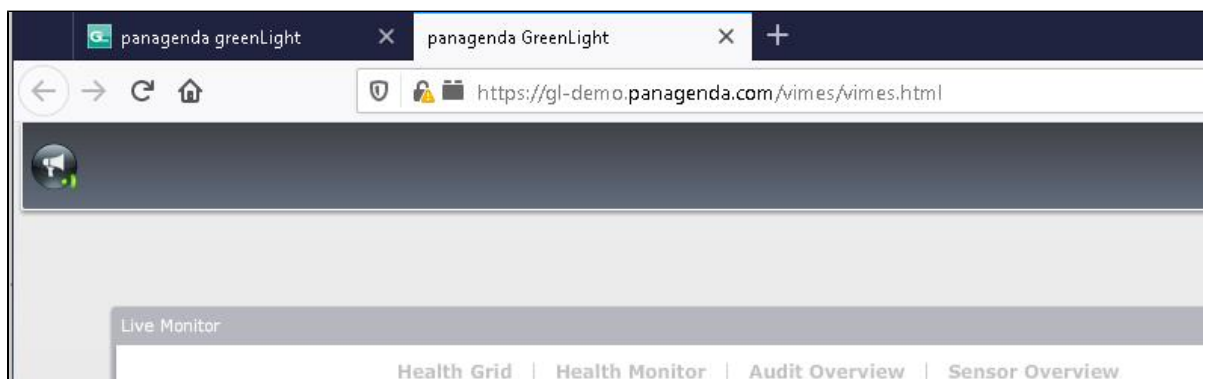 G_ panagenda greenLight panagenda GreenLight
https://gl-demo.panagenda.com/vimes/vimes.html
Live Monitor
Health Grid | Health Monitor | Audit Overview | Sensor Overview